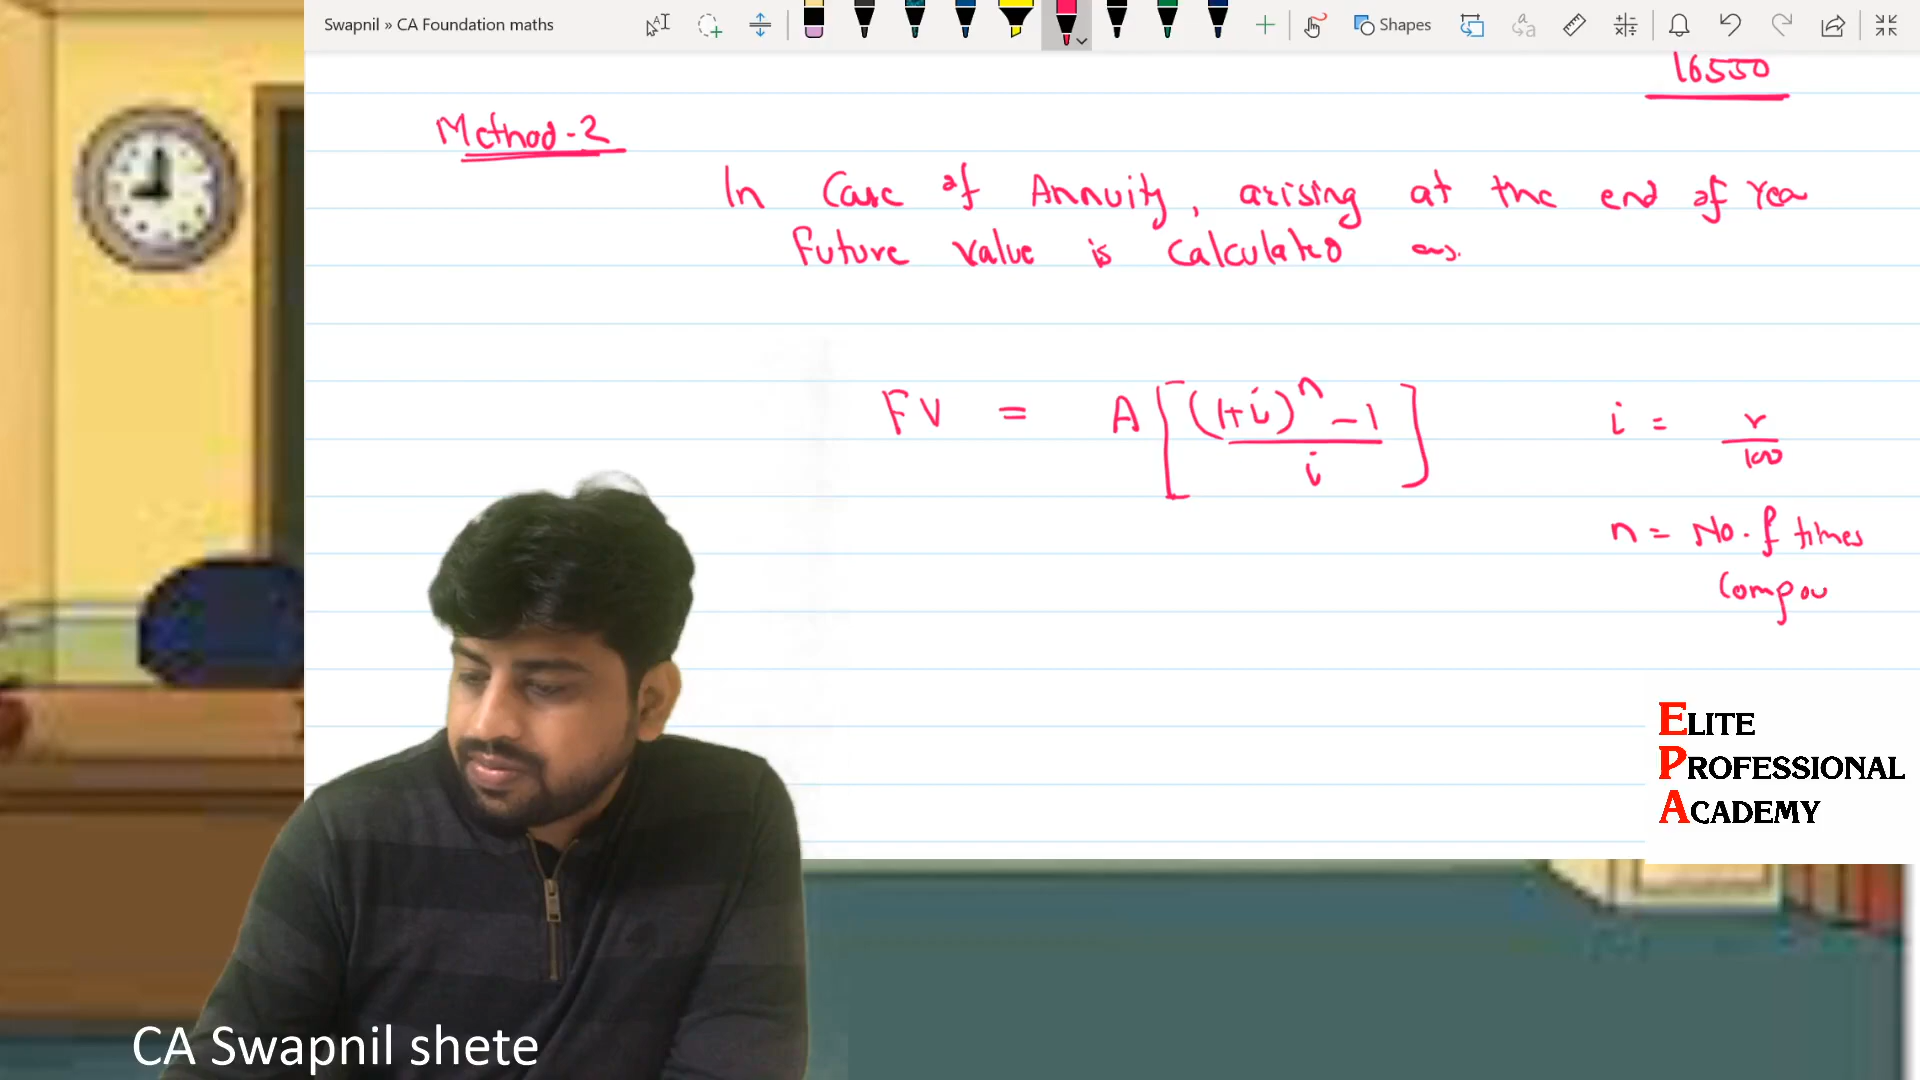 Swapnil » CA Foundation maths
Shapes
16550
Method-2
In Case of Annuity, arising at the end of Yea
future value is calculated as.
FV = A[(1+i)^n - 1 / i]
i = r/100
n = No. of times
Compou
ELITE
PROFESSIONAL
ACADEMY
CA Swapnil shete